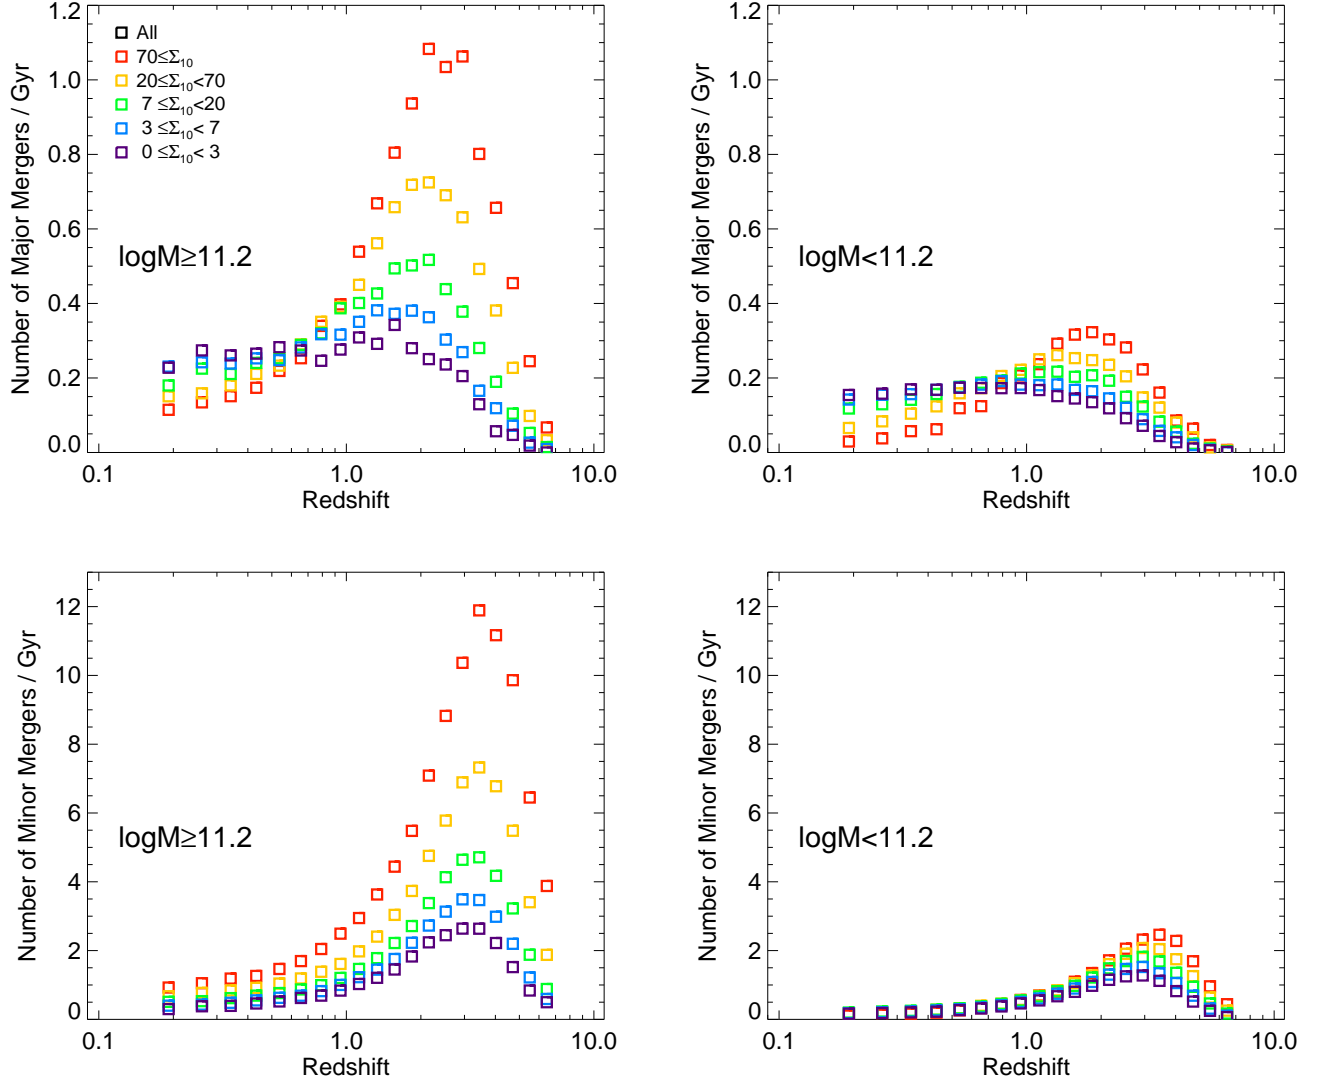 1.2
1.0
0.8
0.6
0.4
0.2
0.0
Number of Major Mergers / Gyr
All
70≤Σ₁₀
20≤Σ₁₀<70
7 ≤Σ₁₀<20
3 ≤Σ₁₀< 7
0 ≤Σ₁₀< 3
logM≥11.2
0.1 1.0 10.0
Redshift
1.2
1.0
0.8
0.6
0.4
0.2
0.0
Number of Major Mergers / Gyr
logM<11.2
0.1 1.0 10.0
Redshift
12
10
8
6
4
2
0
Number of Minor Mergers / Gyr
logM≥11.2
0.1 1.0 10.0
Redshift
12
10
8
6
4
2
0
Number of Minor Mergers / Gyr
logM<11.2
0.1 1.0 10.0
Redshift